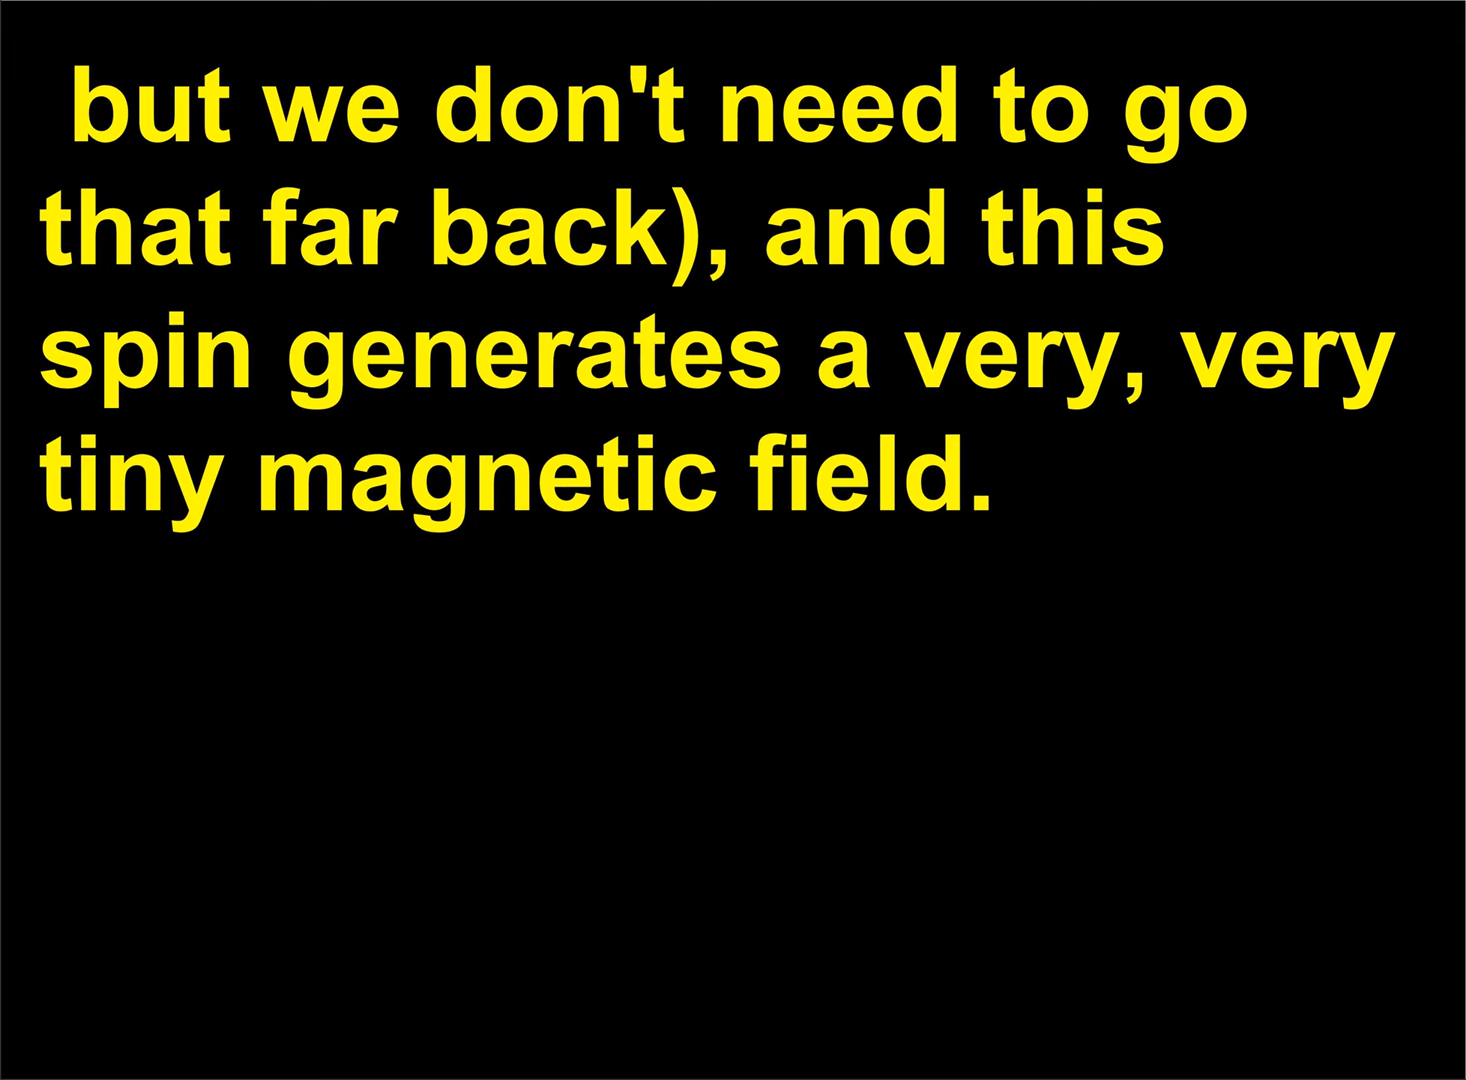 but we don't need to go
that far back), and this
spin generates a very, very
tiny magnetic field.